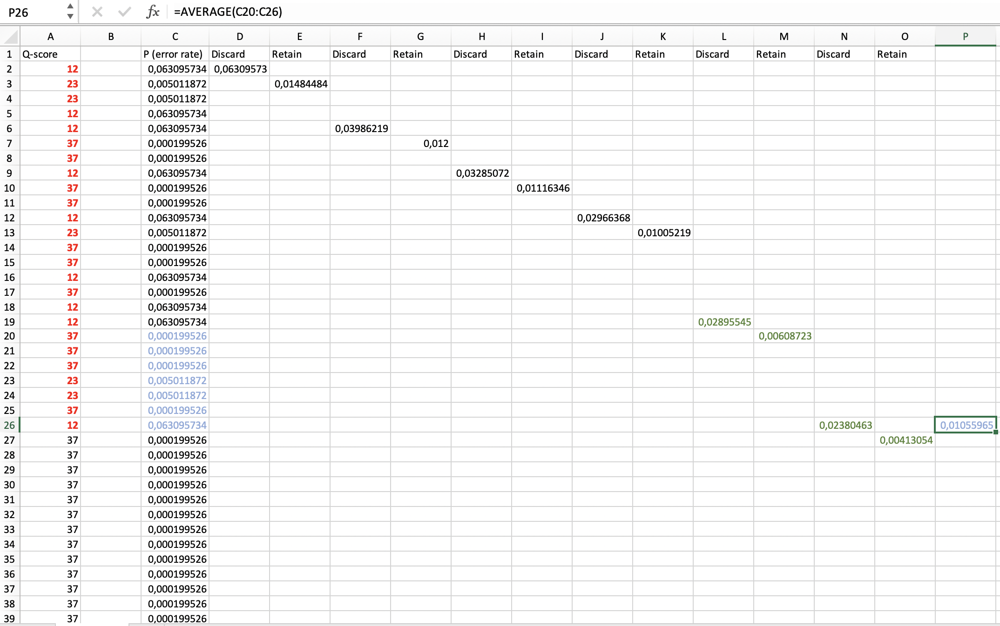 P26 fx =AVERAGE(C20:C26)
A B C D E F G H I J K L M N O P
1 Q-score P (error rate) Discard Retain Discard Retain Discard Retain Discard Retain Discard Retain Discard Retain
2 12 0,063095734 0,06309573
3 23 0,005011872 0,01484484
4 23 0,005011872
5 12 0,063095734
6 12 0,063095734 0,03986219
7 37 0,000199526 0,012
8 37 0,000199526
9 12 0,063095734 0,03285072
10 37 0,000199526 0,01116346
11 37 0,000199526
12 12 0,063095734 0,02966368
13 23 0,005011872 0,01005219
14 37 0,000199526
15 37 0,000199526
16 12 0,063095734
17 37 0,000199526
18 12 0,063095734
19 12 0,063095734 0,02895545
20 37 0,000199526 0,00608723
21 37 0,000199526
22 37 0,000199526
23 23 0,005011872
24 23 0,005011872
25 37 0,000199526
26 12 0,063095734 0,02380463 0,01055965
27 37 0,000199526 0,00413054
28 37 0,000199526
29 37 0,000199526
30 37 0,000199526
31 37 0,000199526
32 37 0,000199526
33 37 0,000199526
34 37 0,000199526
35 37 0,000199526
36 37 0,000199526
37 37 0,000199526
38 37 0,000199526
39 37 0,000199526